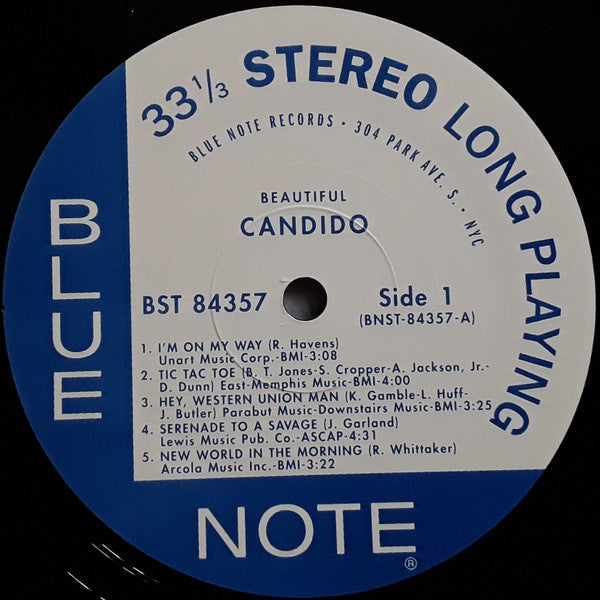 33⅓ STEREO LONG PLAYING
BLUE NOTE RECORDS • 304 PARK AVE. S. • NYC
BEAUTIFUL
CANDIDO
BST 84357
Side 1
(BNST-84357-A)
1. I'M ON MY WAY (R. Havens)
Unart Music Corp.-BMI-3:08
2. TIC TAC TOE (B. T. Jones-S. Cropper-A. Jackson, Jr.-
D. Dunn) East-Memphis Music-BMI-4:00
3. HEY, WESTERN UNION MAN (K. Gamble-L. Huff-
J. Butler) Parabut Music-Downstairs Music-BMI-3:25
4. SERENADE TO A SAVAGE (J. Garland)
Lewis Music Pub. Co.-ASCAP-4:31
5. NEW WORLD IN THE MORNING (R. Whittaker)
Arcola Music Inc.-BMI-3:22
BLUE
NOTE®